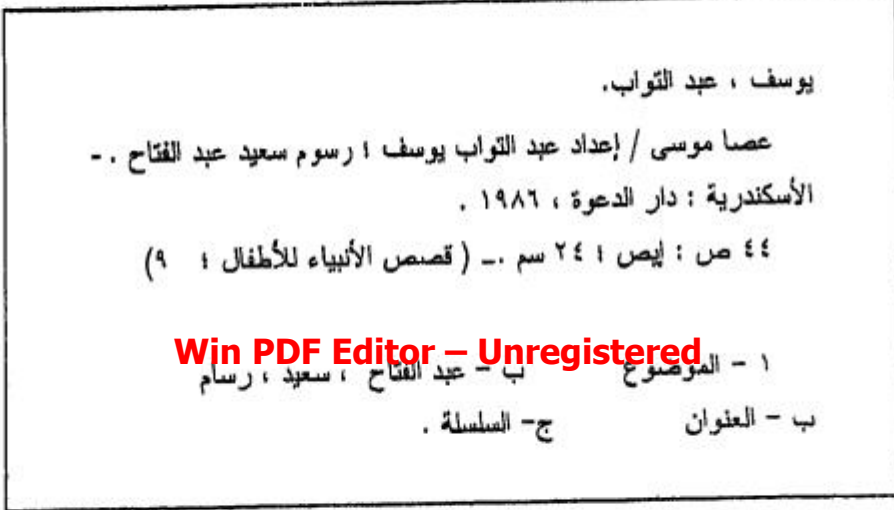 يوسف ، عبد التواب.
عصا موسى / إعداد عبد التواب يوسف ؛ رسوم سعيد عبد الفتاح . -
الأسكندرية : دار الدعوة ، ١٩٨٦ .
٤٤ ص : إيص ؛ ٢٤ سم ._ ( قصص الأنبياء للأطفال ؛ ٩)
Win PDF Editor – Unregistered
١ - الموضوع ب - عبد الفتاح ، سعيد ، رسام
ب - العنوان ج- السلسلة .